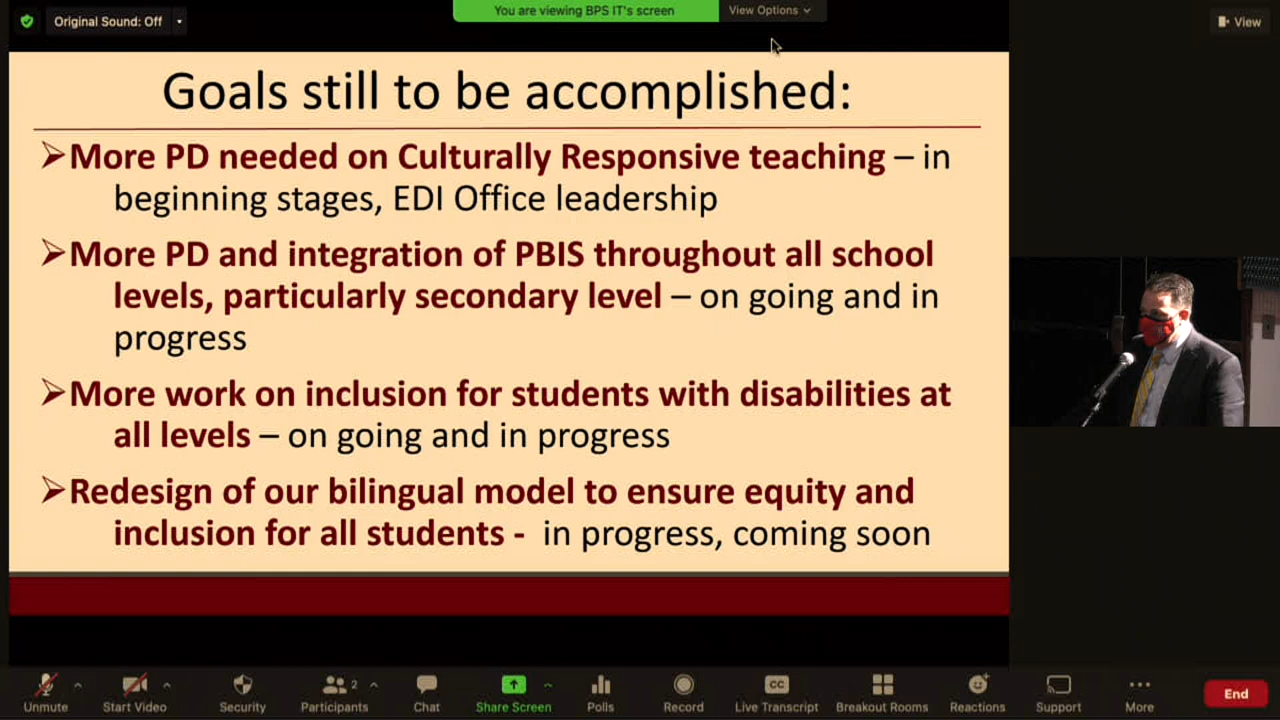 Original Sound: Off
You are viewing BPS IT's screen
View Options
View
Goals still to be accomplished:
➢More PD needed on Culturally Responsive teaching – in
beginning stages, EDI Office leadership
➢More PD and integration of PBIS throughout all school
levels, particularly secondary level – on going and in
progress
➢More work on inclusion for students with disabilities at
all levels – on going and in progress
➢Redesign of our bilingual model to ensure equity and
inclusion for all students - in progress, coming soon
Unmute
Start Video
Security
2
Participants
Chat
Share Screen
Polls
Record
CC
Live Transcript
Breakout Rooms
Reactions
Support
More
End